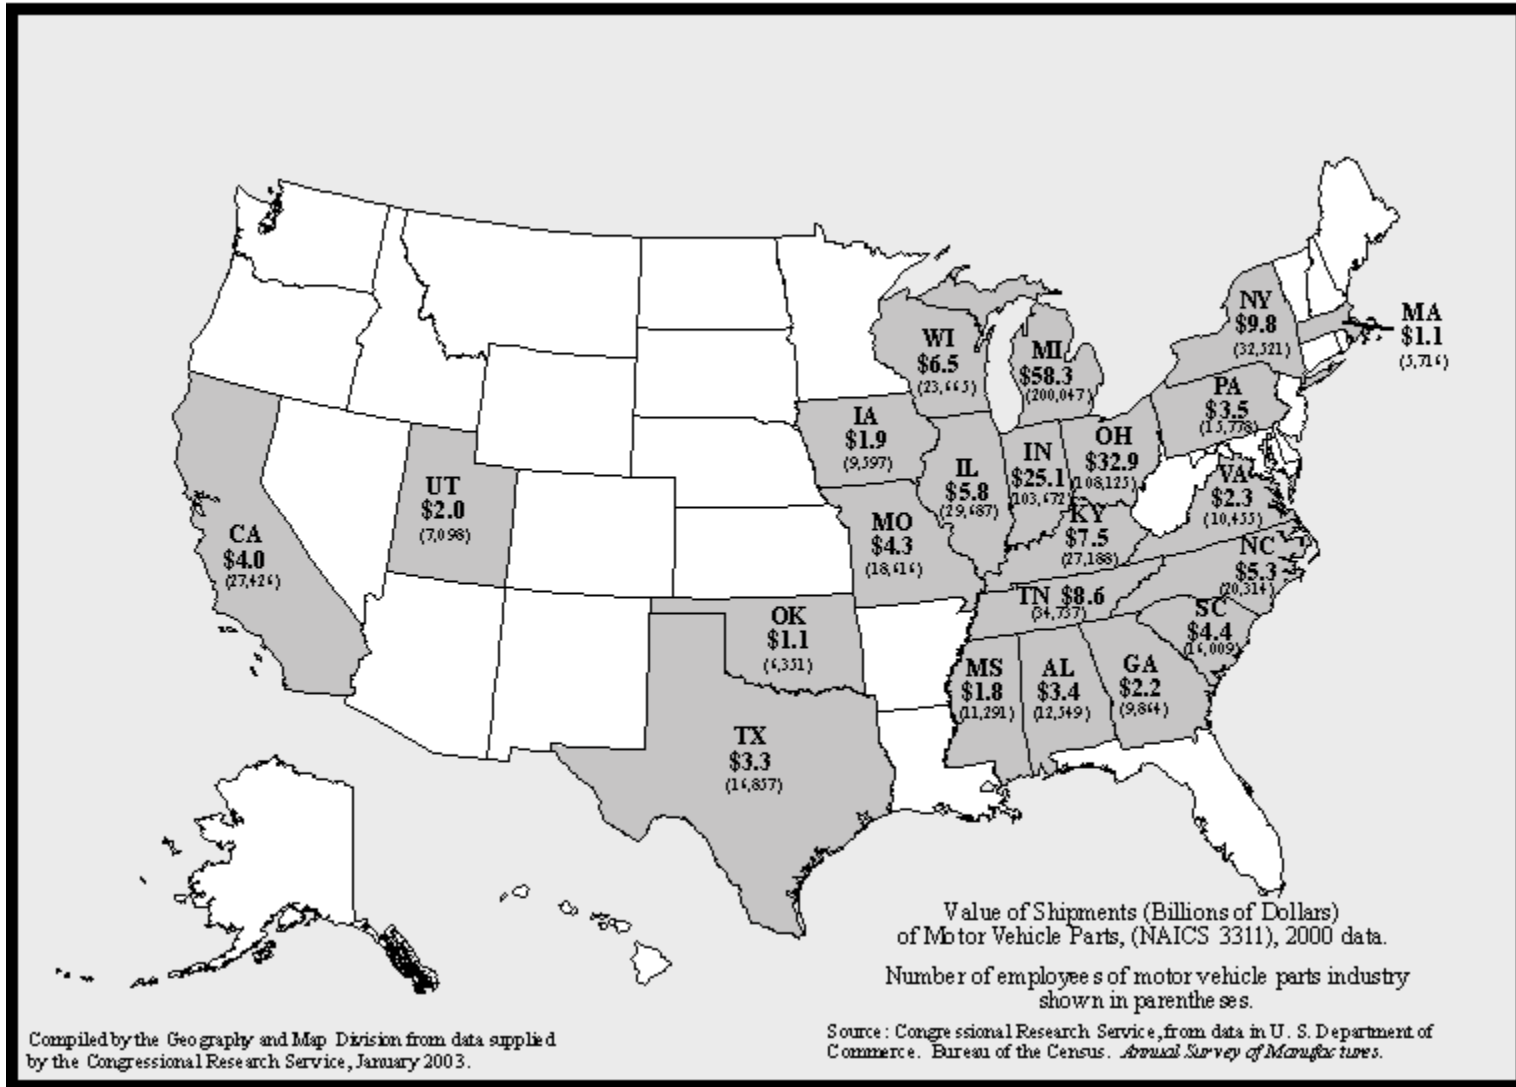 NY
$9.8
(32,521)
MA
$1.1
(5,716)
WI
$6.5
(23,665)
MI
$58.3
(200,047)
PA
$3.5
(15,778)
IA
$1.9
(9,597)
IL
$5.8
(29,687)
IN
$25.1
(103,672)
OH
$32.9
(108,125)
VA
$2.3
(10,455)
UT
$2.0
(7,098)
CA
$4.0
(27,426)
MO
$4.3
(18,616)
KY
$7.5
(27,188)
NC
$5.3
(20,314)
TN $8.6
(34,737)
SC
$4.4
(16,009)
OK
$1.1
(6,351)
MS
$1.8
(11,291)
AL
$3.4
(12,549)
GA
$2.2
(9,864)
TX
$3.3
(16,857)
Value of Shipments (Billions of Dollars)
of Motor Vehicle Parts, (NAICS 3311), 2000 data.
Number of employees of motor vehicle parts industry
shown in parentheses.
Compiled by the Geography and Map Division from data supplied
by the Congressional Research Service, January 2003.
Source: Congressional Research Service, from data in U. S. Department of
Commerce. Bureau of the Census. Annual Survey of Manufactures.